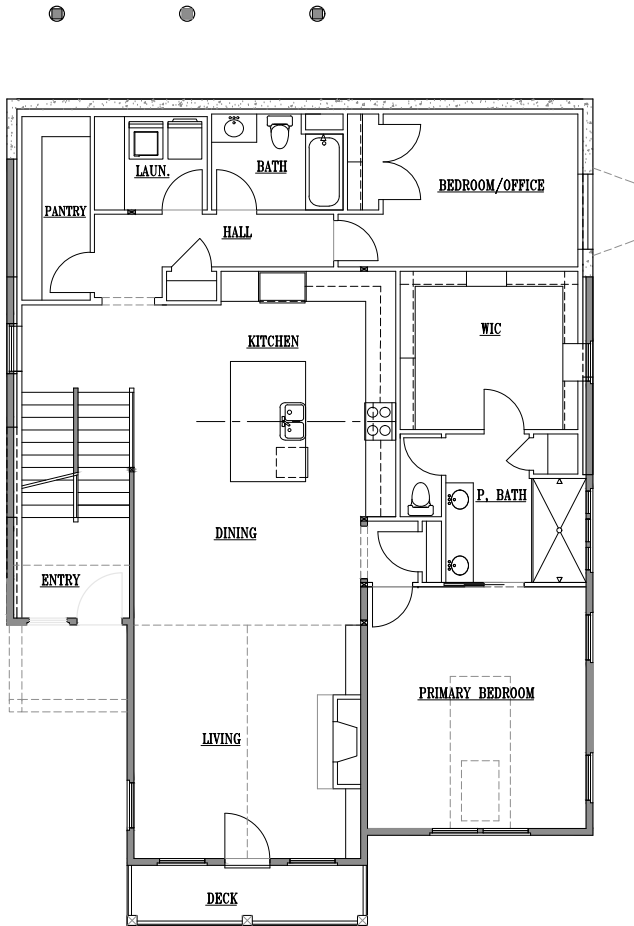 BATH
LAUN.
BEDROOM/OFFICE
PANTRY
HALL
WIC
KITCHEN
P. BATH
DINING
ENTRY
PRIMARY BEDROOM
LIVING
DECK